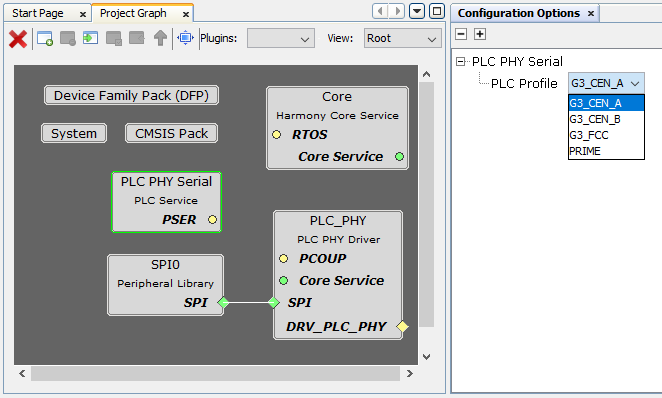 Start Page
Project Graph
Plugins:
View: Root
Device Family Pack (DFP)
System
CMSIS Pack
Core
Harmony Core Service
RTOS
Core Service
PLC PHY Serial
PLC Service
PSER
PLC_PHY
PLC PHY Driver
PCOUP
Core Service
SPI
DRV_PLC_PHY
SPI0
Peripheral Library
SPI
Configuration Options
PLC PHY Serial
PLC Profile G3_CEN_A
G3_CEN_A
G3_CEN_B
G3_FCC
PRIME